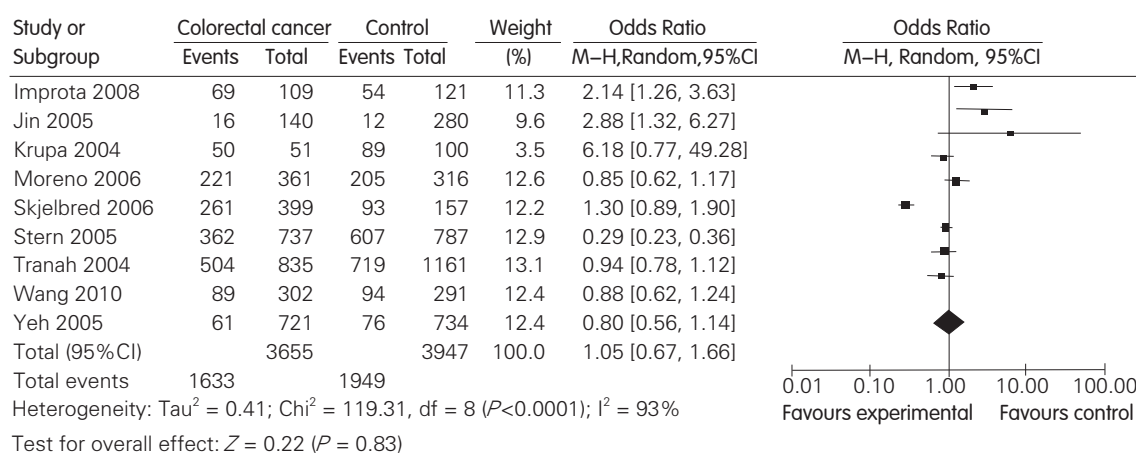 Study or Colorectal cancer Control Weight Odds Ratio Odds Ratio
Subgroup Events Total Events Total (%) M–H,Random,95%CI M–H, Random, 95%CI
Improta 2008 69 109 54 121 11.3 2.14 [1.26, 3.63]
Jin 2005 16 140 12 280 9.6 2.88 [1.32, 6.27]
Krupa 2004 50 51 89 100 3.5 6.18 [0.77, 49.28]
Moreno 2006 221 361 205 316 12.6 0.85 [0.62, 1.17]
Skjelbred 2006 261 399 93 157 12.2 1.30 [0.89, 1.90]
Stern 2005 362 737 607 787 12.9 0.29 [0.23, 0.36]
Tranah 2004 504 835 719 1161 13.1 0.94 [0.78, 1.12]
Wang 2010 89 302 94 291 12.4 0.88 [0.62, 1.24]
Yeh 2005 61 721 76 734 12.4 0.80 [0.56, 1.14]
Total (95%CI) 3655 3947 100.0 1.05 [0.67, 1.66]
Total events 1633 1949
0.01 0.10 1.00 10.00 100.00
Heterogeneity: Tau² = 0.41; Chi² = 119.31, df = 8 (P<0.0001); I² = 93%
Favours experimental Favours control
Test for overall effect: Z = 0.22 (P = 0.83)